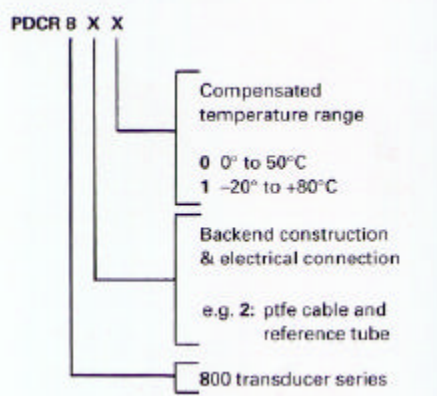 PDCR 8 X X
Compensated
temperature range
0 0° to 50°C
1 –20° to +80°C
Backend construction
& electrical connection
e.g. 2: ptfe cable and
reference tube
800 transducer series